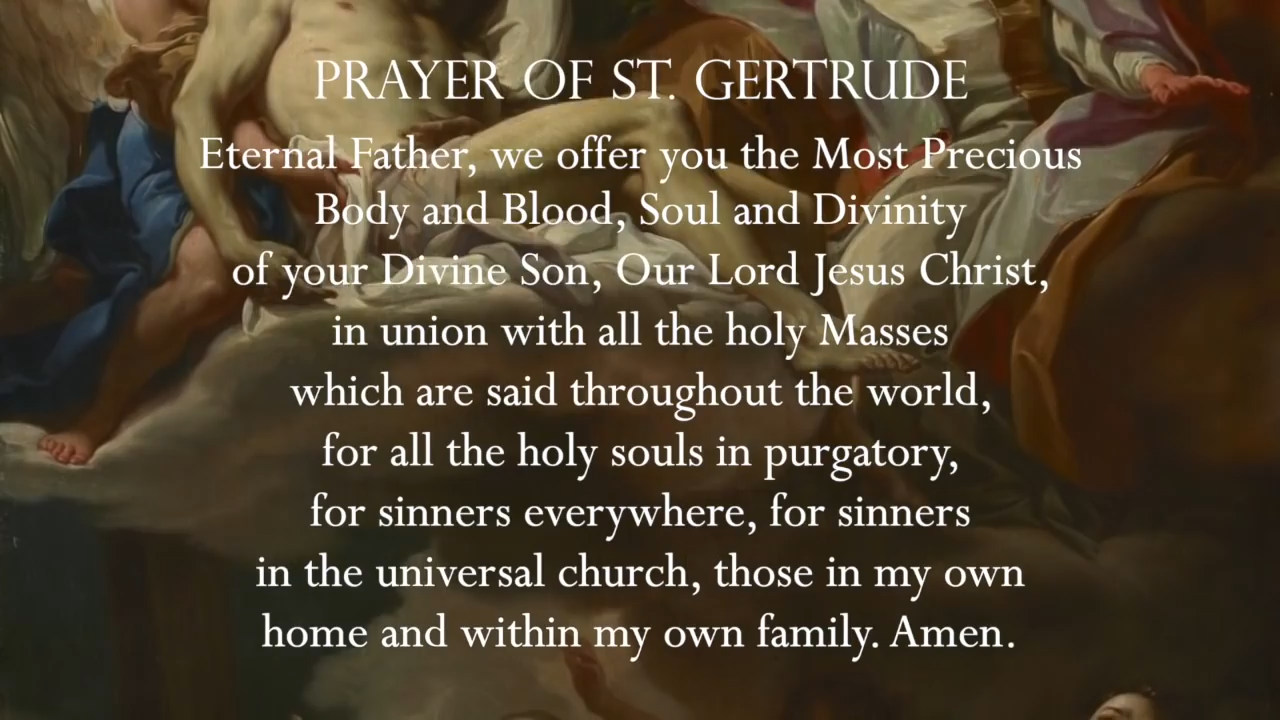 PRAYER OF ST. GERTRUDE
Eternal Father, we offer you the Most Precious
Body and Blood, Soul and Divinity
of your Divine Son, Our Lord Jesus Christ,
in union with all the holy Masses
which are said throughout the world,
for all the holy souls in purgatory,
for sinners everywhere, for sinners
in the universal church, those in my own
home and within my own family. Amen.